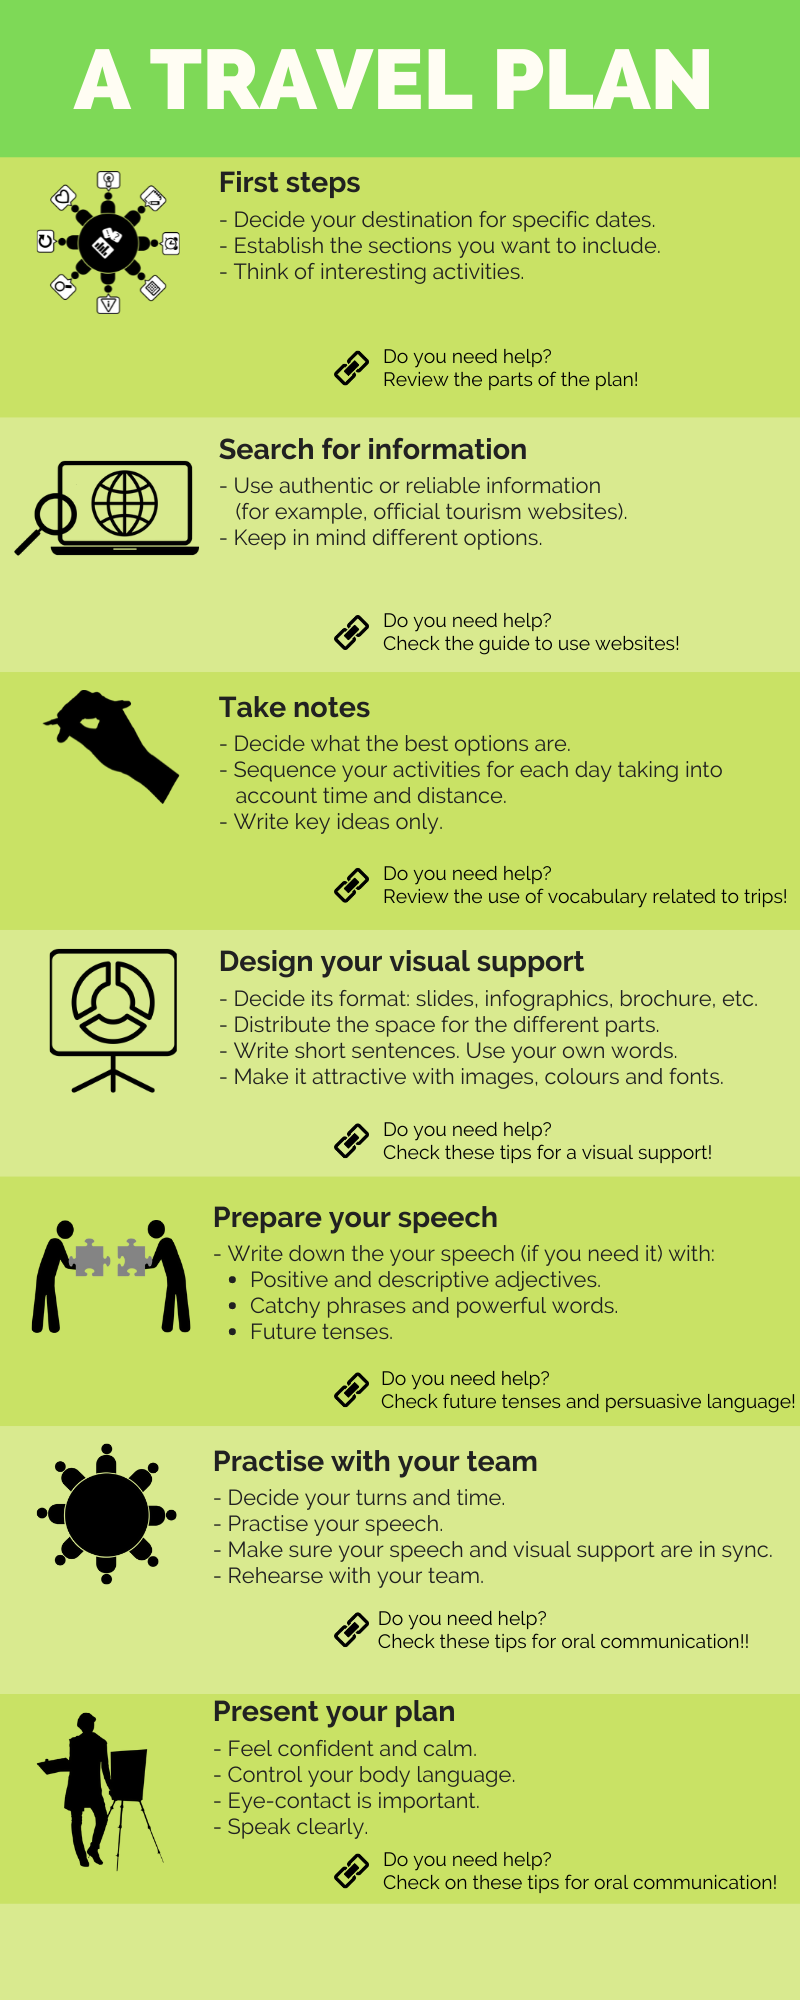 A TRAVEL PLAN
First steps
- Decide your destination for specific dates.
- Establish the sections you want to include.
- Think of interesting activities.
Do you need help?
Review the parts of the plan!
Search for information
- Use authentic or reliable information
(for example, official tourism websites).
- Keep in mind different options.
Do you need help?
Check the guide to use websites!
Take notes
- Decide what the best options are.
- Sequence your activities for each day taking into
account time and distance.
- Write key ideas only.
Do you need help?
Review the use of vocabulary related to trips!
Design your visual support
- Decide its format: slides, infographics, brochure, etc.
- Distribute the space for the different parts.
- Write short sentences. Use your own words.
- Make it attractive with images, colours and fonts.
Do you need help?
Check these tips for a visual support!
Prepare your speech
- Write down the your speech (if you need it) with:
• Positive and descriptive adjectives.
• Catchy phrases and powerful words.
• Future tenses.
Do you need help?
Check future tenses and persuasive language!
Practise with your team
- Decide your turns and time.
- Practise your speech.
- Make sure your speech and visual support are in sync.
- Rehearse with your team.
Do you need help?
Check these tips for oral communication!!
Present your plan
- Feel confident and calm.
- Control your body language.
- Eye-contact is important.
- Speak clearly.
Do you need help?
Check on these tips for oral communication!